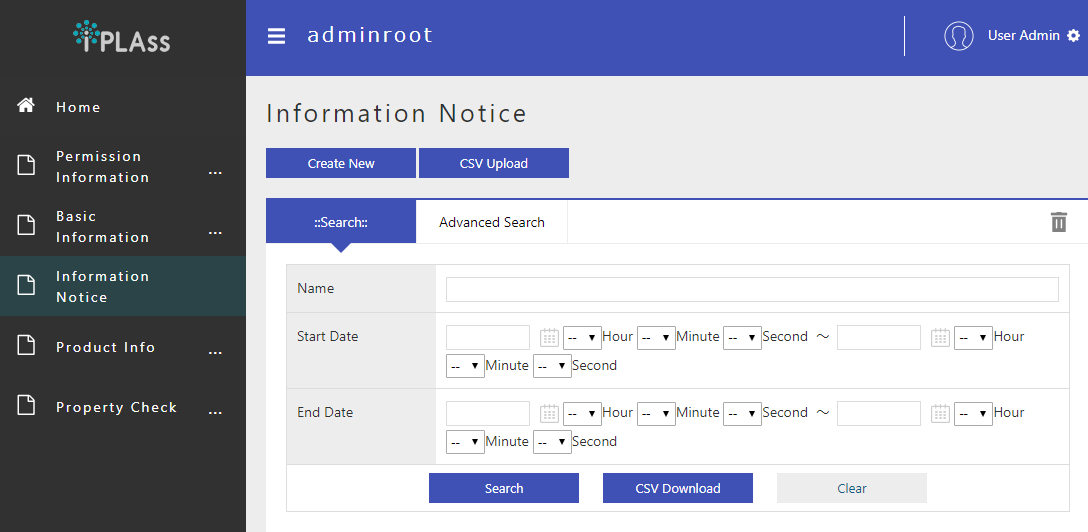 iPLAss
adminroot
User Admin
Home
Permission
Information
...
Basic
Information
...
Information
Notice
Product Info
...
Property Check
...
Information Notice
Create New
CSV Upload
::Search::
Advanced Search
Name
Start Date
-- Hour -- Minute -- Second ～ -- Hour
-- Minute -- Second
End Date
-- Hour -- Minute -- Second ～ -- Hour
-- Minute -- Second
Search
CSV Download
Clear